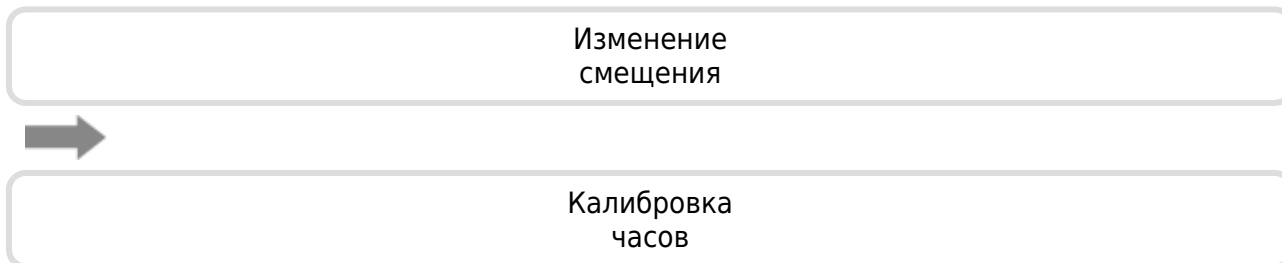 Изменение
смещения
Калибровка
часов